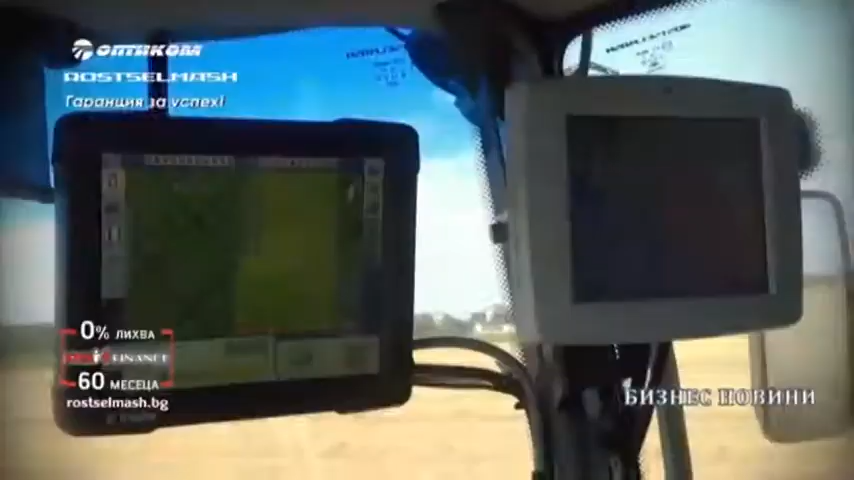 ОПТИКОМ
ROSTSELMASH
Гаранция за успех!
0% ЛИХВА
FINANCE
60 МЕСЕЦА
rostselmash.bg
БИЗНЕС НОВИНИ